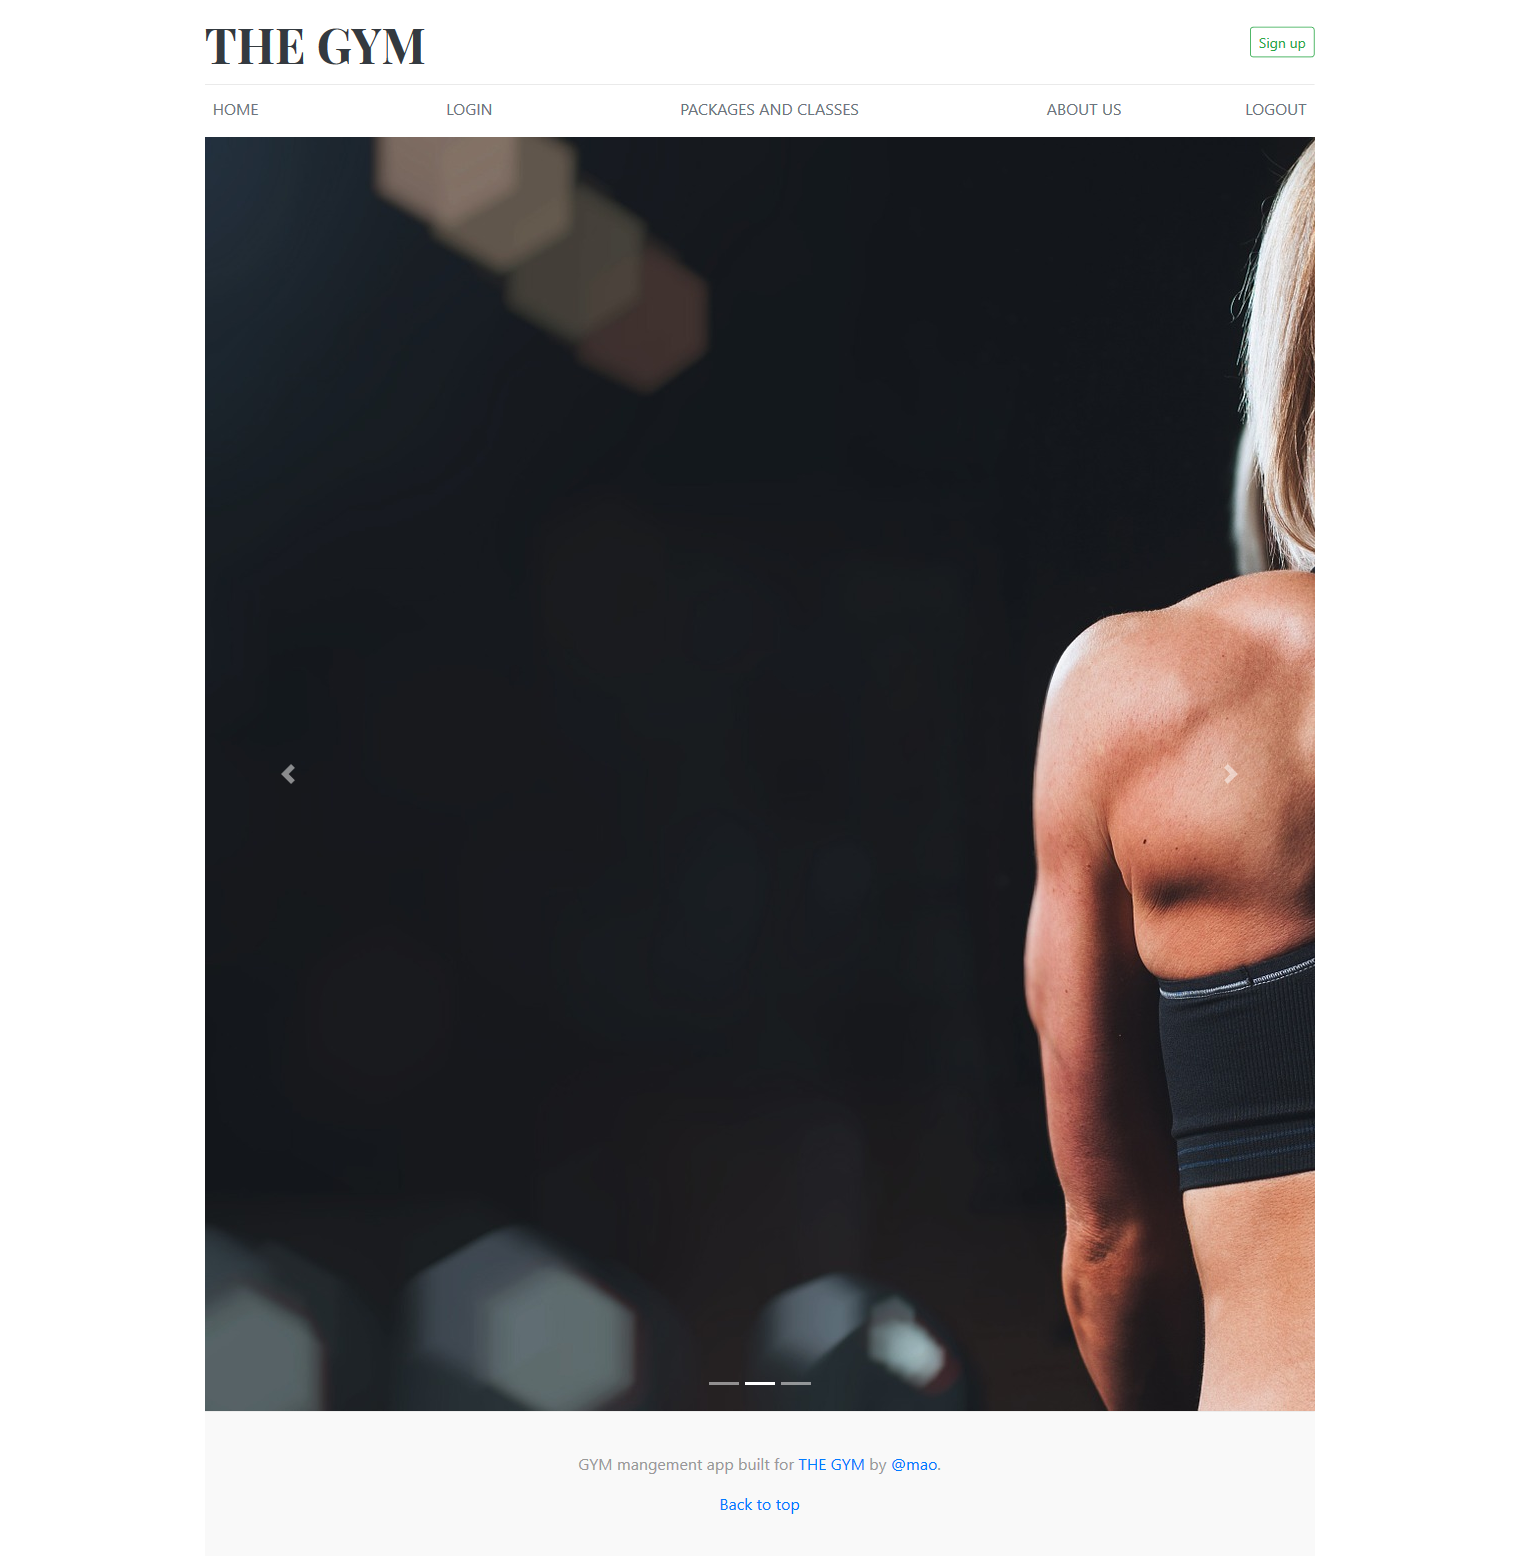 THE GYM
Sign up
HOME LOGIN PACKAGES AND CLASSES ABOUT US LOGOUT
GYM mangement app built for THE GYM by @mao.
Back to top